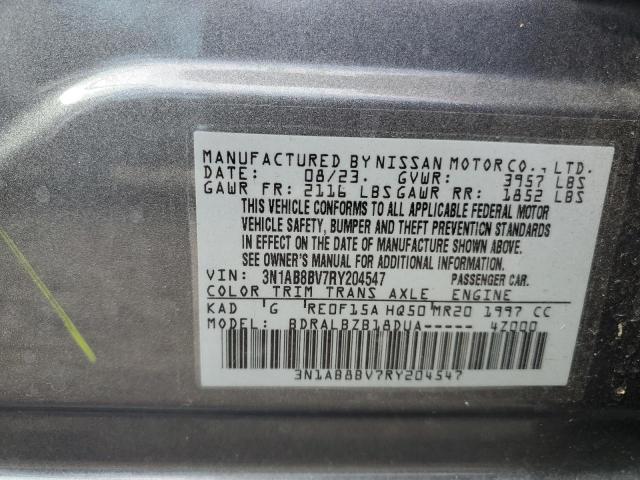 MANUFACTURED BY NISSAN MOTOR CO., LTD.
DATE: 08/23. GVWR: 3957 LBS
GAWR FR: 2116 LBS GAWR RR: 1852 LBS
THIS VEHICLE CONFORMS TO ALL APPLICABLE FEDERAL MOTOR
VEHICLE SAFETY, BUMPER AND THEFT PREVENTION STANDARDS
IN EFFECT ON THE DATE OF MANUFACTURE SHOWN ABOVE.
SEE OWNER'S MANUAL FOR ADDITIONAL INFORMATION.
VIN: 3N1AB8BV7RY204547 PASSENGER CAR.
COLOR TRIM TRANS AXLE ENGINE
KAD G RE0F15A HQ50 MR20 1997 CC
MODEL: BDRALBZB18DUA----- 4Z000
3N1AB8BV7RY204547